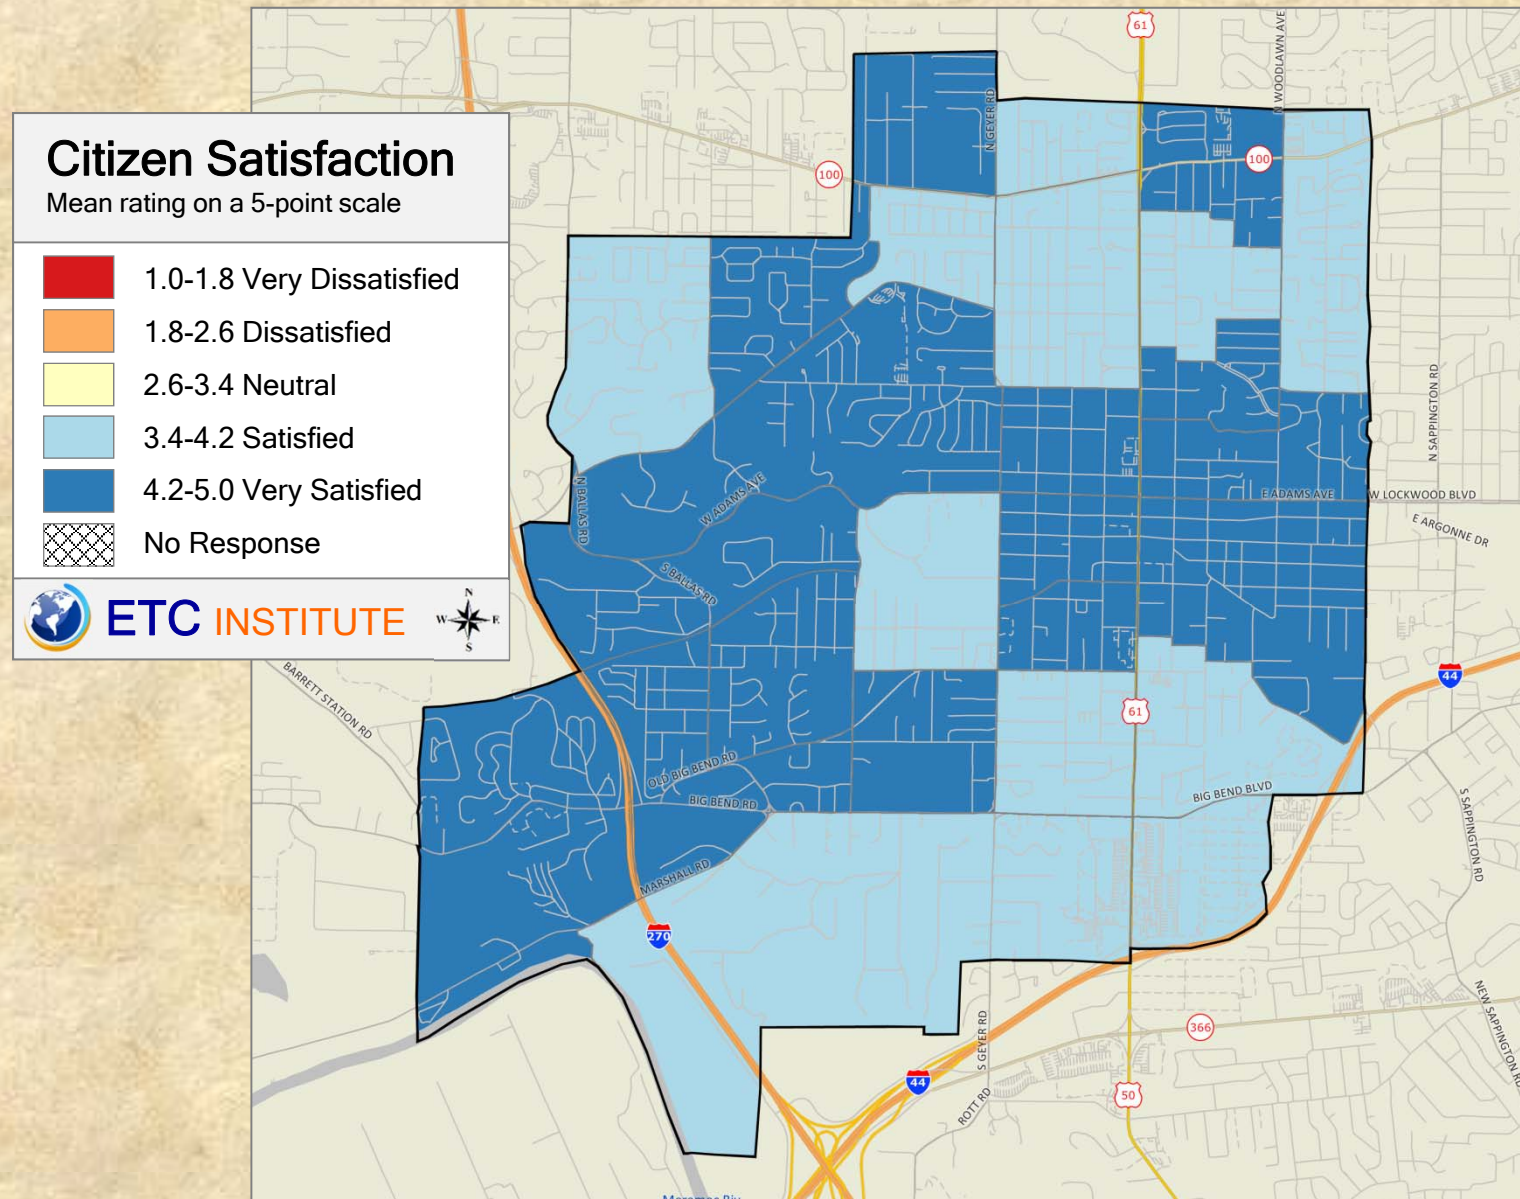 Citizen Satisfaction
Mean rating on a 5-point scale
1.0-1.8 Very Dissatisfied
1.8-2.6 Dissatisfied
2.6-3.4 Neutral
3.4-4.2 Satisfied
4.2-5.0 Very Satisfied
No Response
ETC INSTITUTE
N
W E
S
61
N WOODLAWN AVE
N GEYER RD
100
100
N SAPPINGTON RD
N BALLAS RD
W ADAMS AVE
E ADAMS AVE
W LOCKWOOD BLVD
E ARGONNE DR
S BALLAS RD
BARRETT STATION RD
44
61
OLD BIG BEND RD
BIG BEND RD
BIG BEND BLVD
S SAPPINGTON RD
MARSHALL RD
270
NEW SAPPINGTON RD
S GEYER RD
366
44
50
ROTT RD